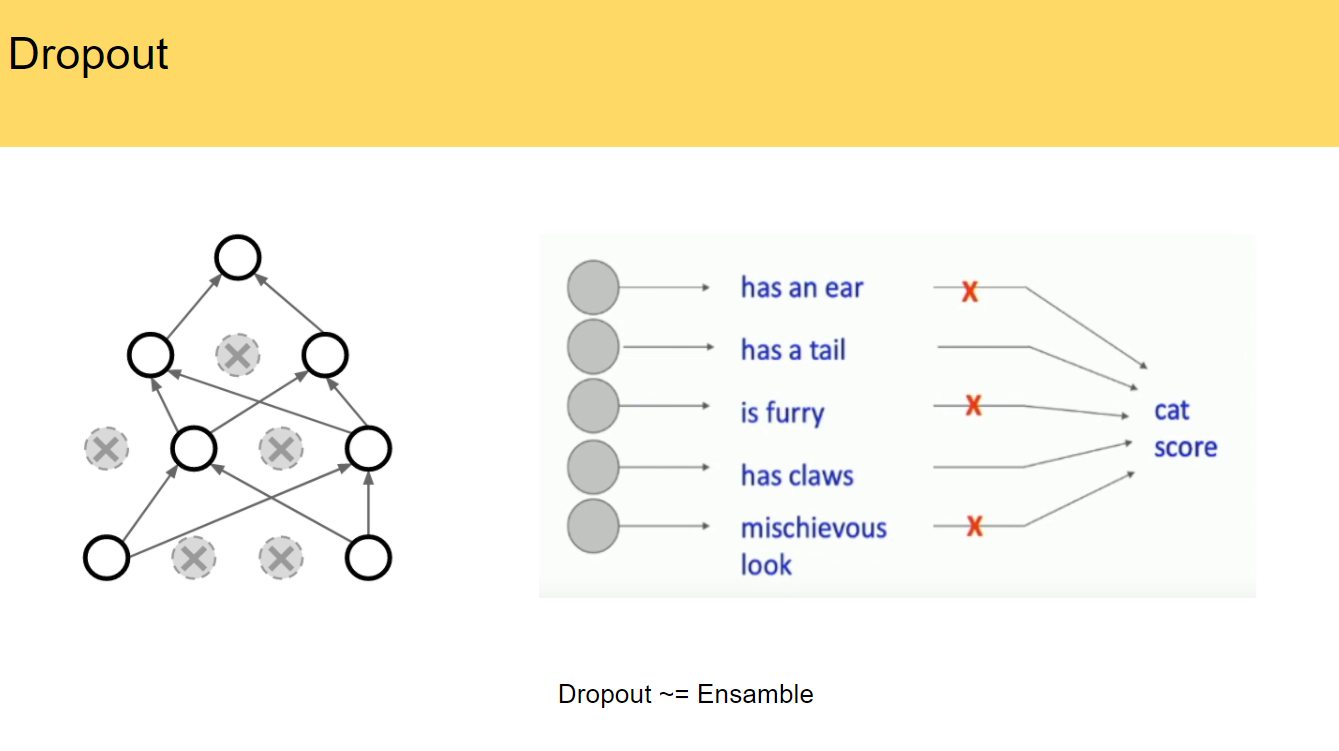 Dropout
has an ear
X
has a tail
is furry
X
cat
score
has claws
mischievous
X
look
Dropout ~= Ensamble